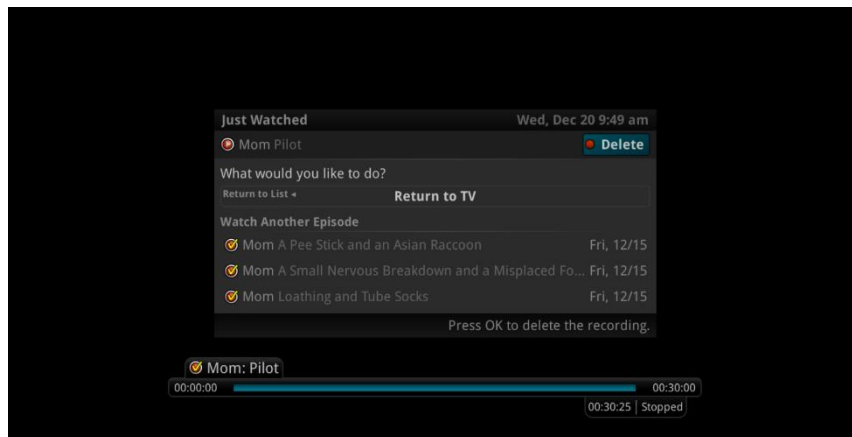 Just Watched Wed, Dec 20 9:49 am
Mom Pilot Delete
What would you like to do?
Return to List ◂ Return to TV
Watch Another Episode
Mom A Pee Stick and an Asian Raccoon Fri, 12/15
Mom A Small Nervous Breakdown and a Misplaced Fo... Fri, 12/15
Mom Loathing and Tube Socks Fri, 12/15
Press OK to delete the recording.
Mom: Pilot
00:00:00 00:30:00
00:30:25 | Stopped